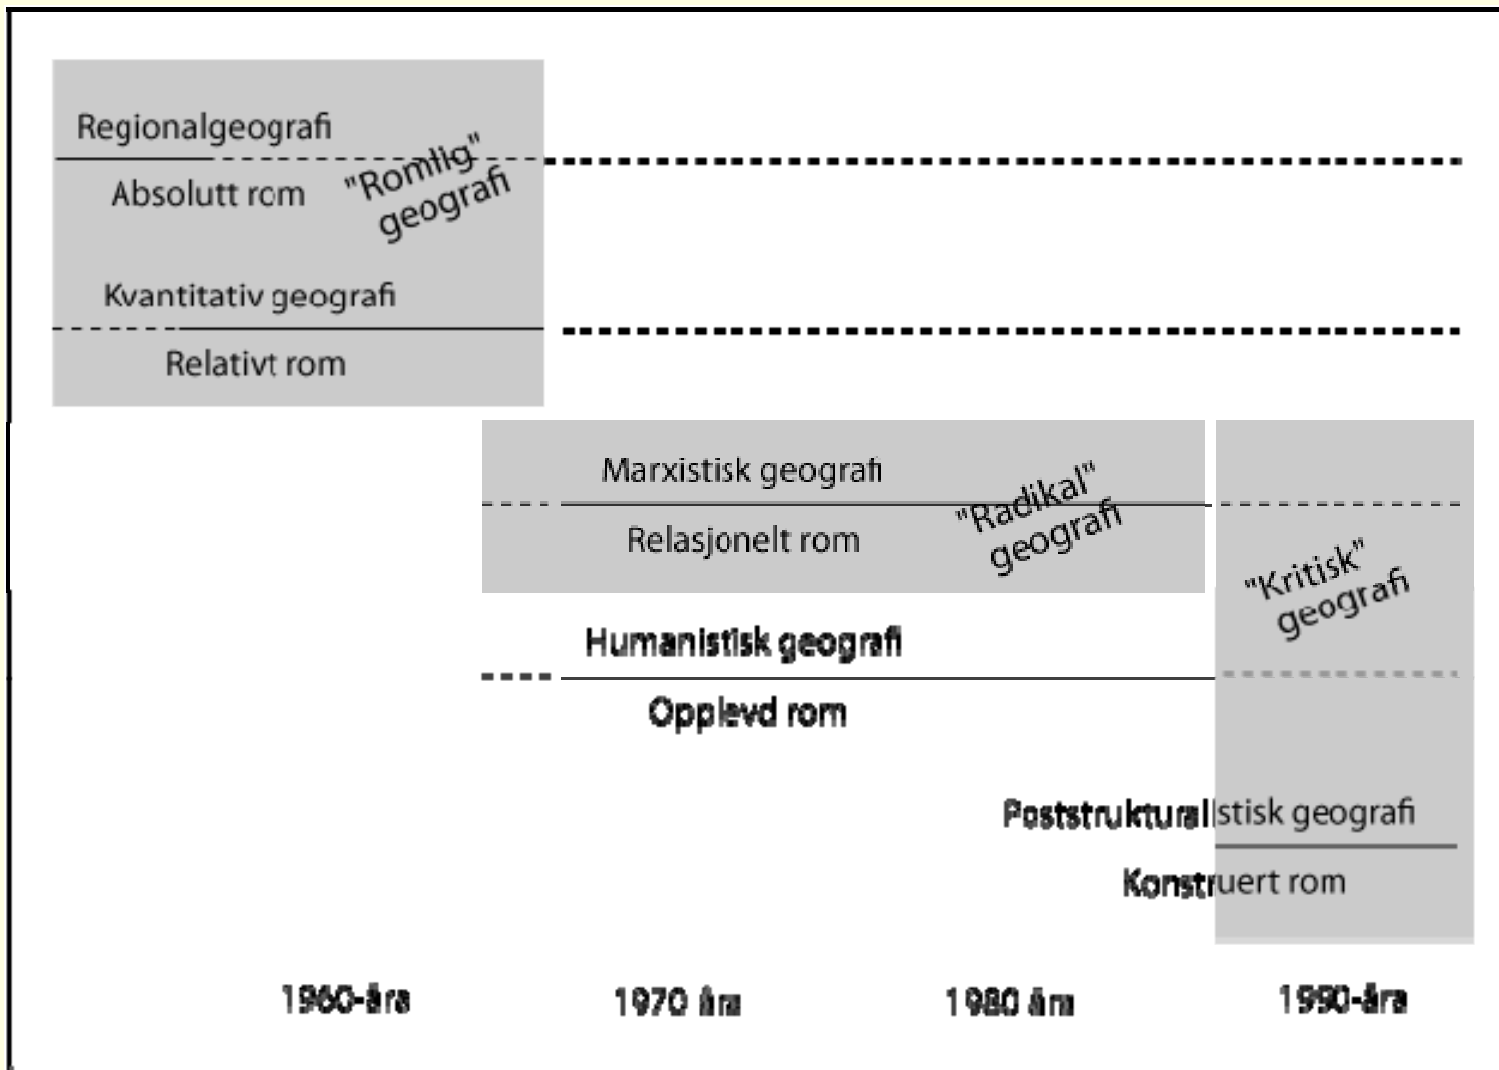 Regionalgeografi
Absolutt rom
"Romlig"
geografi
Kvantitativ geografi
Relativt rom
Marxistisk geografi
Relasjonelt rom
"Radikal"
geografi
"Kritisk"
geografi
Humanistisk geografi
Opplevd rom
Poststrukturalistisk geografi
Konstruert rom
1960-åra
1970 åra
1980 åra
1990-åra